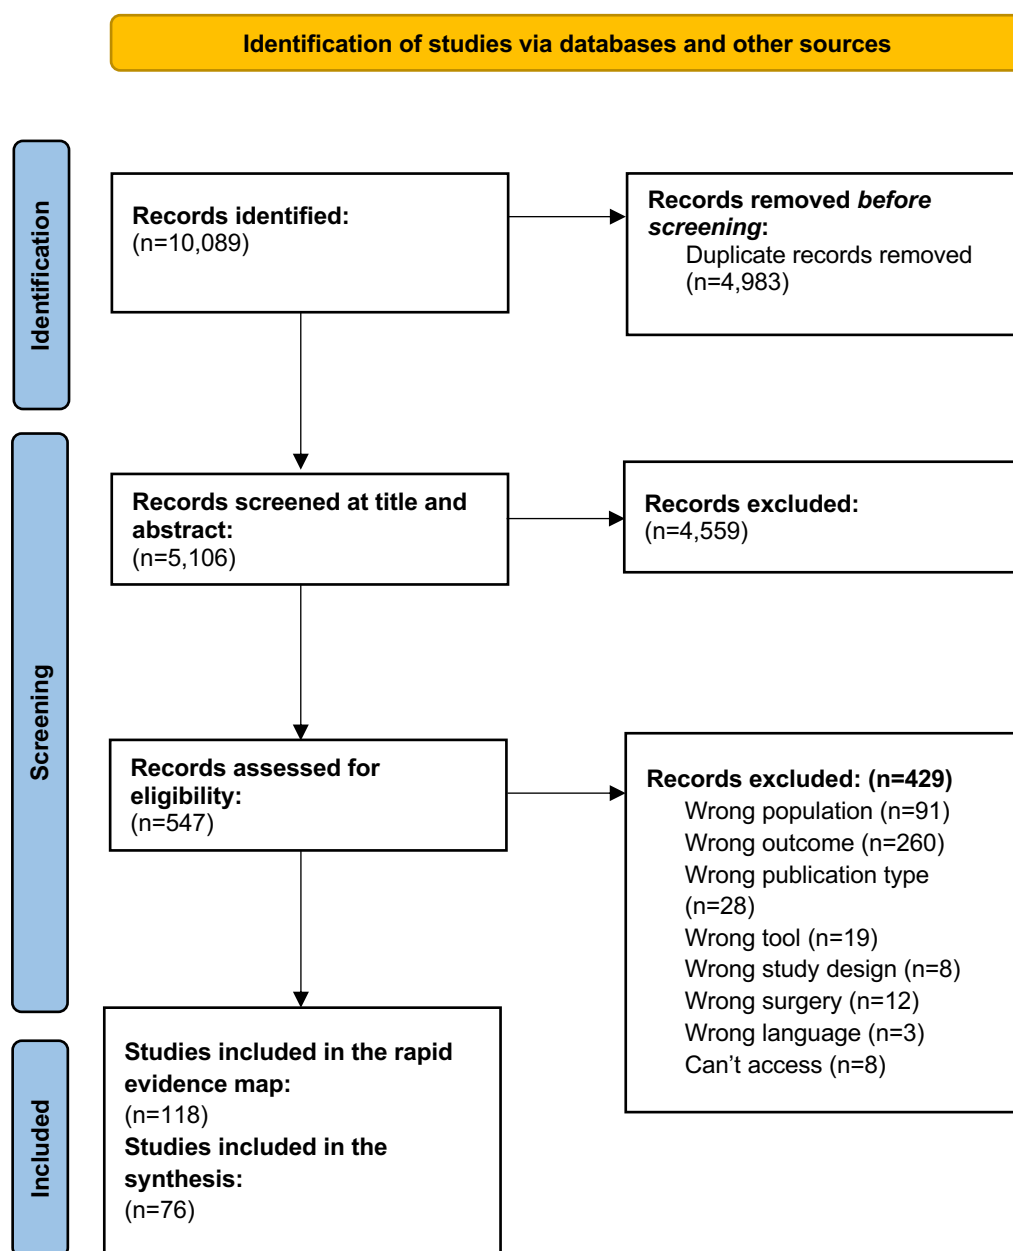 Identification of studies via databases and other sources
Identification
Records identified:
(n=10,089)
Records removed before
screening:
Duplicate records removed
(n=4,983)
Screening
Records screened at title and
abstract:
(n=5,106)
Records excluded:
(n=4,559)
Records assessed for
eligibility:
(n=547)
Records excluded: (n=429)
Wrong population (n=91)
Wrong outcome (n=260)
Wrong publication type
(n=28)
Wrong tool (n=19)
Wrong study design (n=8)
Wrong surgery (n=12)
Wrong language (n=3)
Can’t access (n=8)
Included
Studies included in the rapid
evidence map:
(n=118)
Studies included in the
synthesis:
(n=76)